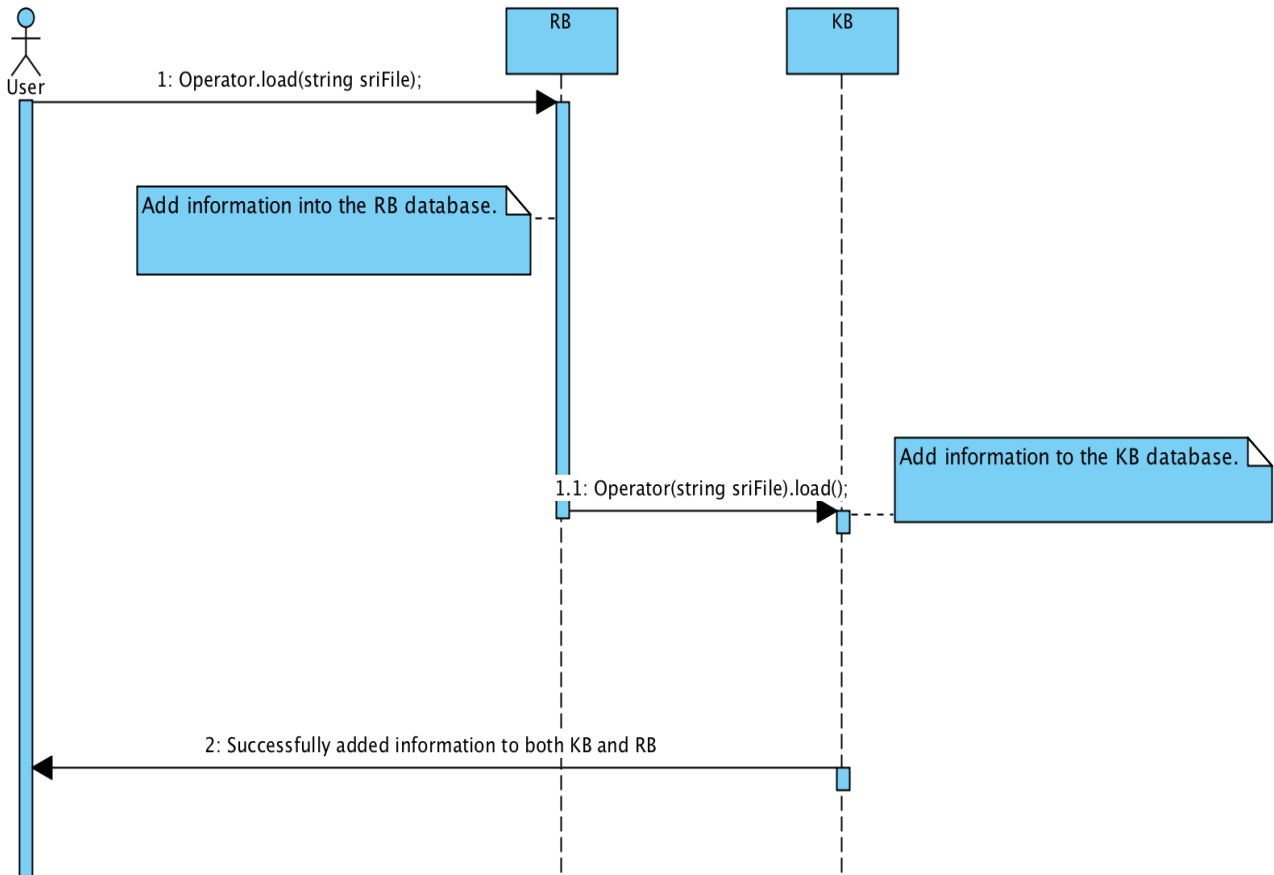 RB
KB
User
1: Operator.load(string sriFile);
Add information into the RB database.
Add information to the KB database.
1.1: Operator(string sriFile).load();
2: Successfully added information to both KB and RB